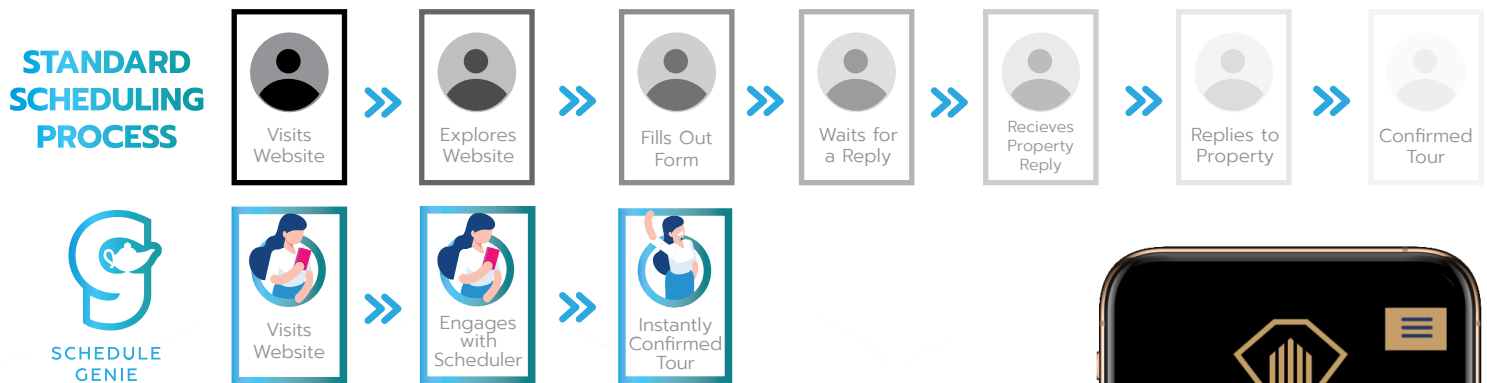 STANDARD
SCHEDULING
PROCESS
Visits
Website
Explores
Website
Fills Out
Form
Waits for
a Reply
Recieves
Property
Reply
Replies to
Property
Confirmed
Tour
SCHEDULE
GENIE
Visits
Website
Engages
with
Scheduler
Instantly
Confirmed
Tour